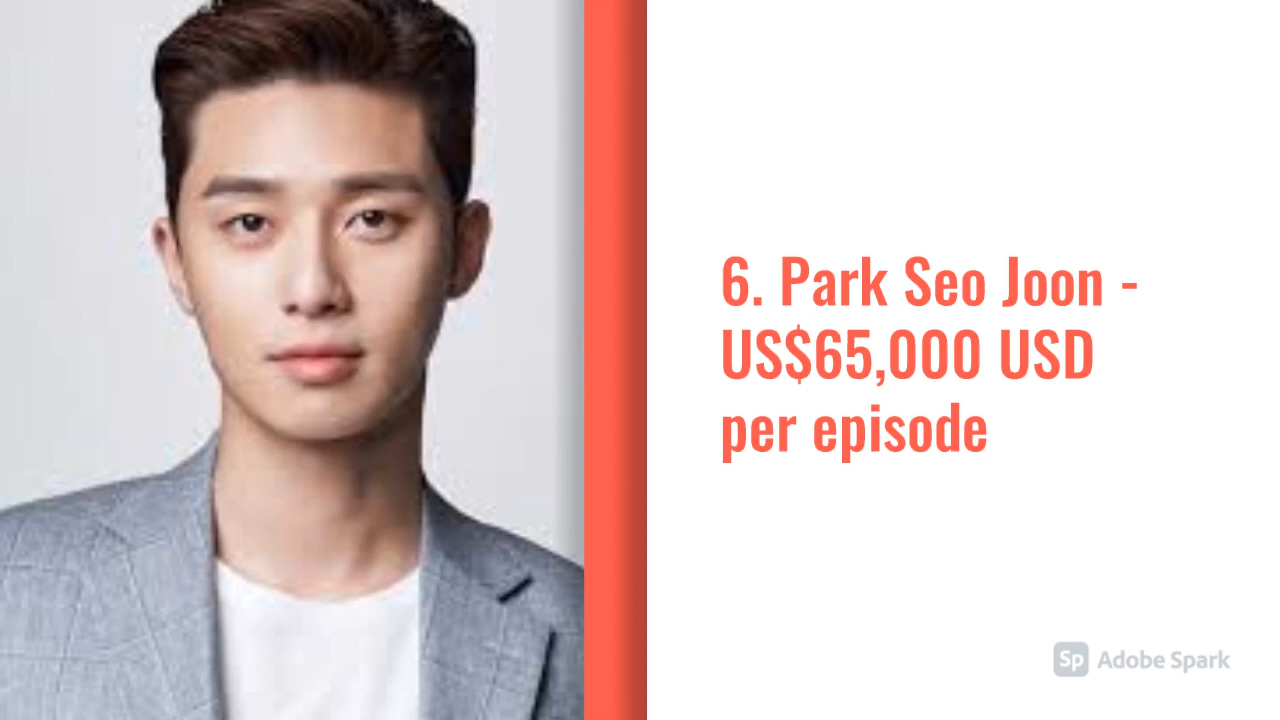 6. Park Seo Joon -
US$65,000 USD
per episode
Sp Adobe Spark